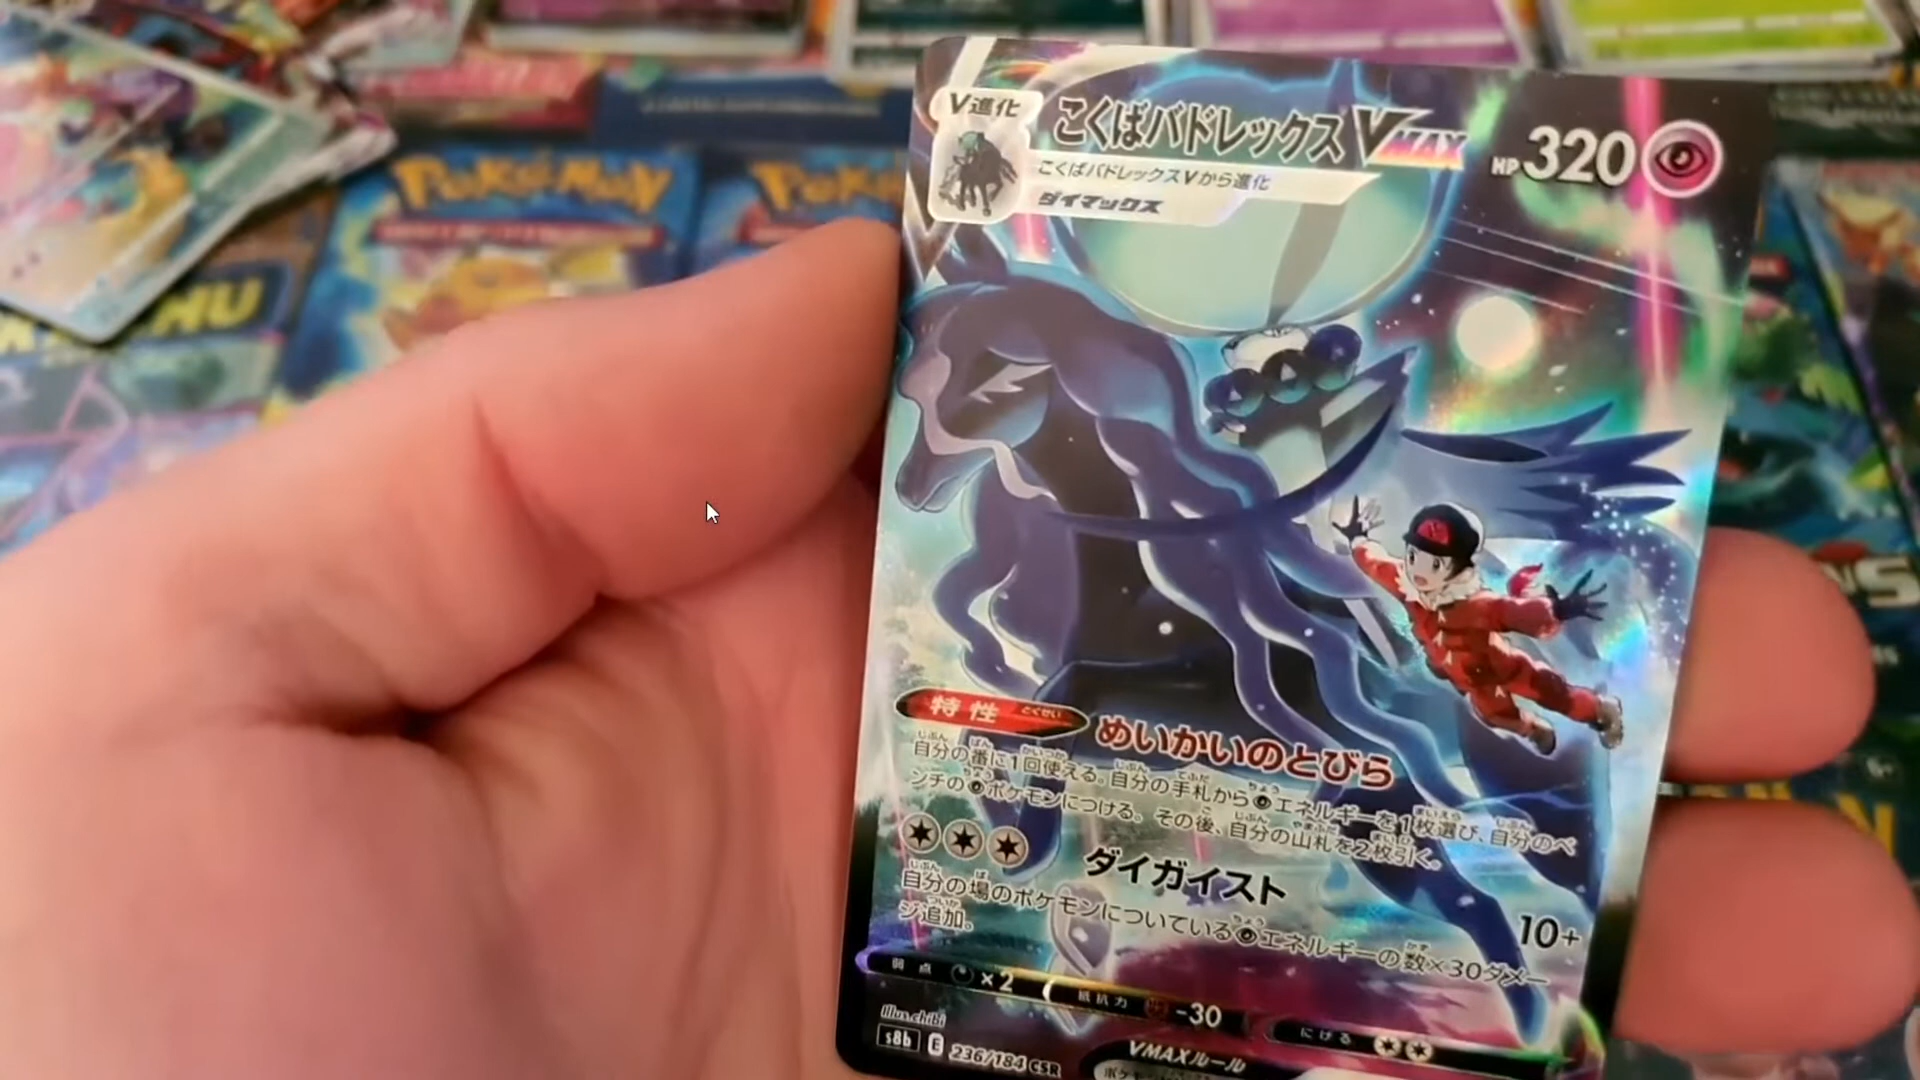 V進化
こくばバドレックスVMAX
HP320
こくばバドレックスVから進化
ダイマックス
PokéMoN
特性 とくせい
めいかいのとびら
自分の番に1回使える。自分の手札からエネルギーを1枚選び、自分のベ
ンチのポケモンにつける。その後、自分の山札を2枚引く。
ダイガイスト
10+
自分の場のポケモンについているエネルギーの数×30ダメー
ジ追加。
弱点 ×2
抵抗力 -30
にげる
Illus.chibi
s8b E 236/184 CSR
VMAXルール